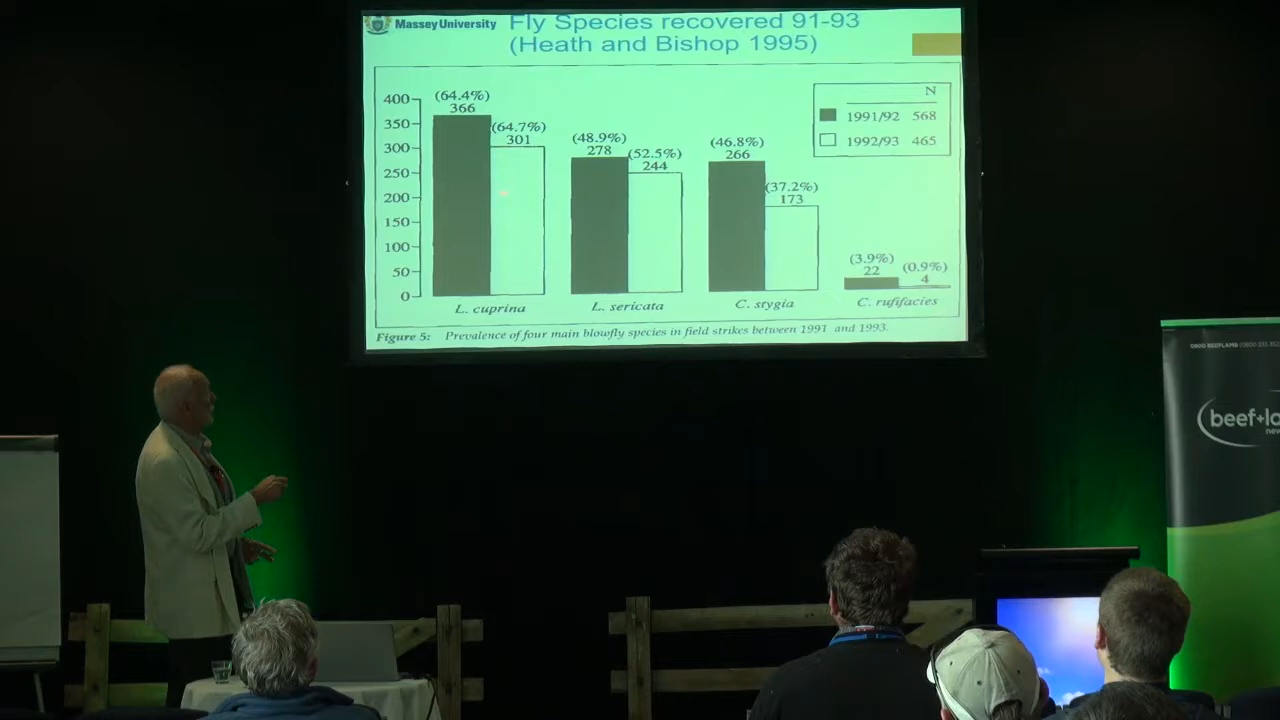 Massey University
Fly Species recovered 91-93
(Heath and Bishop 1995)
400
350
300
250
200
150
100
50
0
(64.4%)
366
(64.7%)
301
(48.9%)
278
(52.5%)
244
(46.8%)
266
(37.2%)
173
(3.9%)
22
(0.9%)
4
N
1991/92 568
1992/93 465
L. cuprina
L. sericata
C. stygia
C. rufifacies
Figure 5: Prevalence of four main blowfly species in field strikes between 1991 and 1993.
0800 BEEFLAMB
beef+la
new